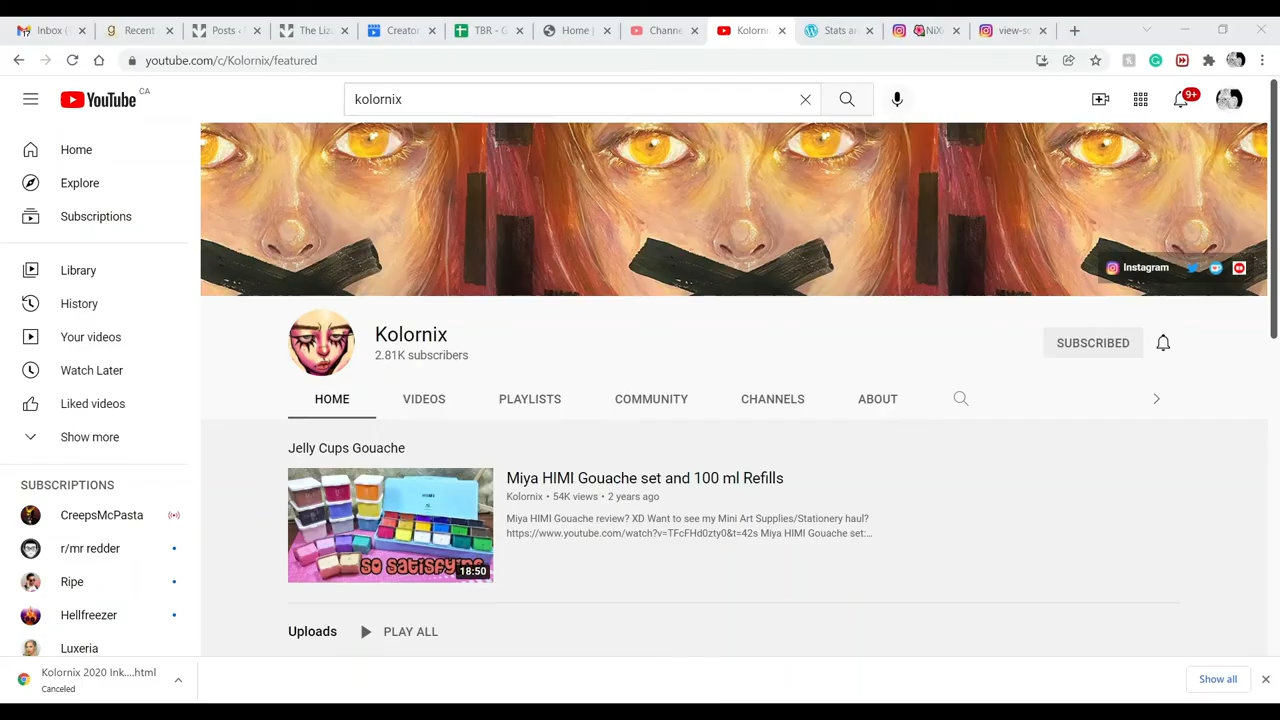 Inbox (
Recent
Posts ‹
The Liz
Creator
TBR - G
Home |
Channe
Kolorni
Stats an
NiXi
view-sc
youtube.com/c/Kolornix/featured
YouTube CA
kolornix
9+
Home
Explore
Subscriptions
Library
History
Your videos
Watch Later
Liked videos
Show more
SUBSCRIPTIONS
CreepsMcPasta
r/mr redder
Ripe
Hellfreezer
Luxeria
Instagram
Kolornix
2.81K subscribers
SUBSCRIBED
HOME
VIDEOS
PLAYLISTS
COMMUNITY
CHANNELS
ABOUT
Jelly Cups Gouache
HIMI
SO SATISFYING
18:50
Miya HIMI Gouache set and 100 ml Refills
Kolornix • 54K views • 2 years ago
Miya HIMI Gouache review? XD Want to see my Mini Art Supplies/Stationery haul?
https://www.youtube.com/watch?v=TFcFHd0zty0&t=42s Miya HIMI Gouache set:...
Uploads
PLAY ALL
Kolornix 2020 Ink....html
Canceled
Show all